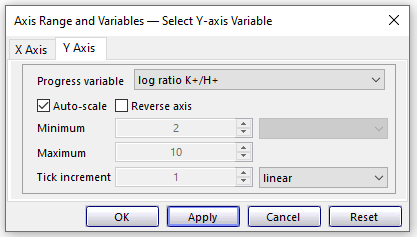 Axis Range and Variables — Select Y-axis Variable
X Axis Y Axis
Progress variable log ratio K+/H+
Auto-scale Reverse axis
Minimum 2
Maximum 10
Tick increment 1 linear
OK Apply Cancel Reset